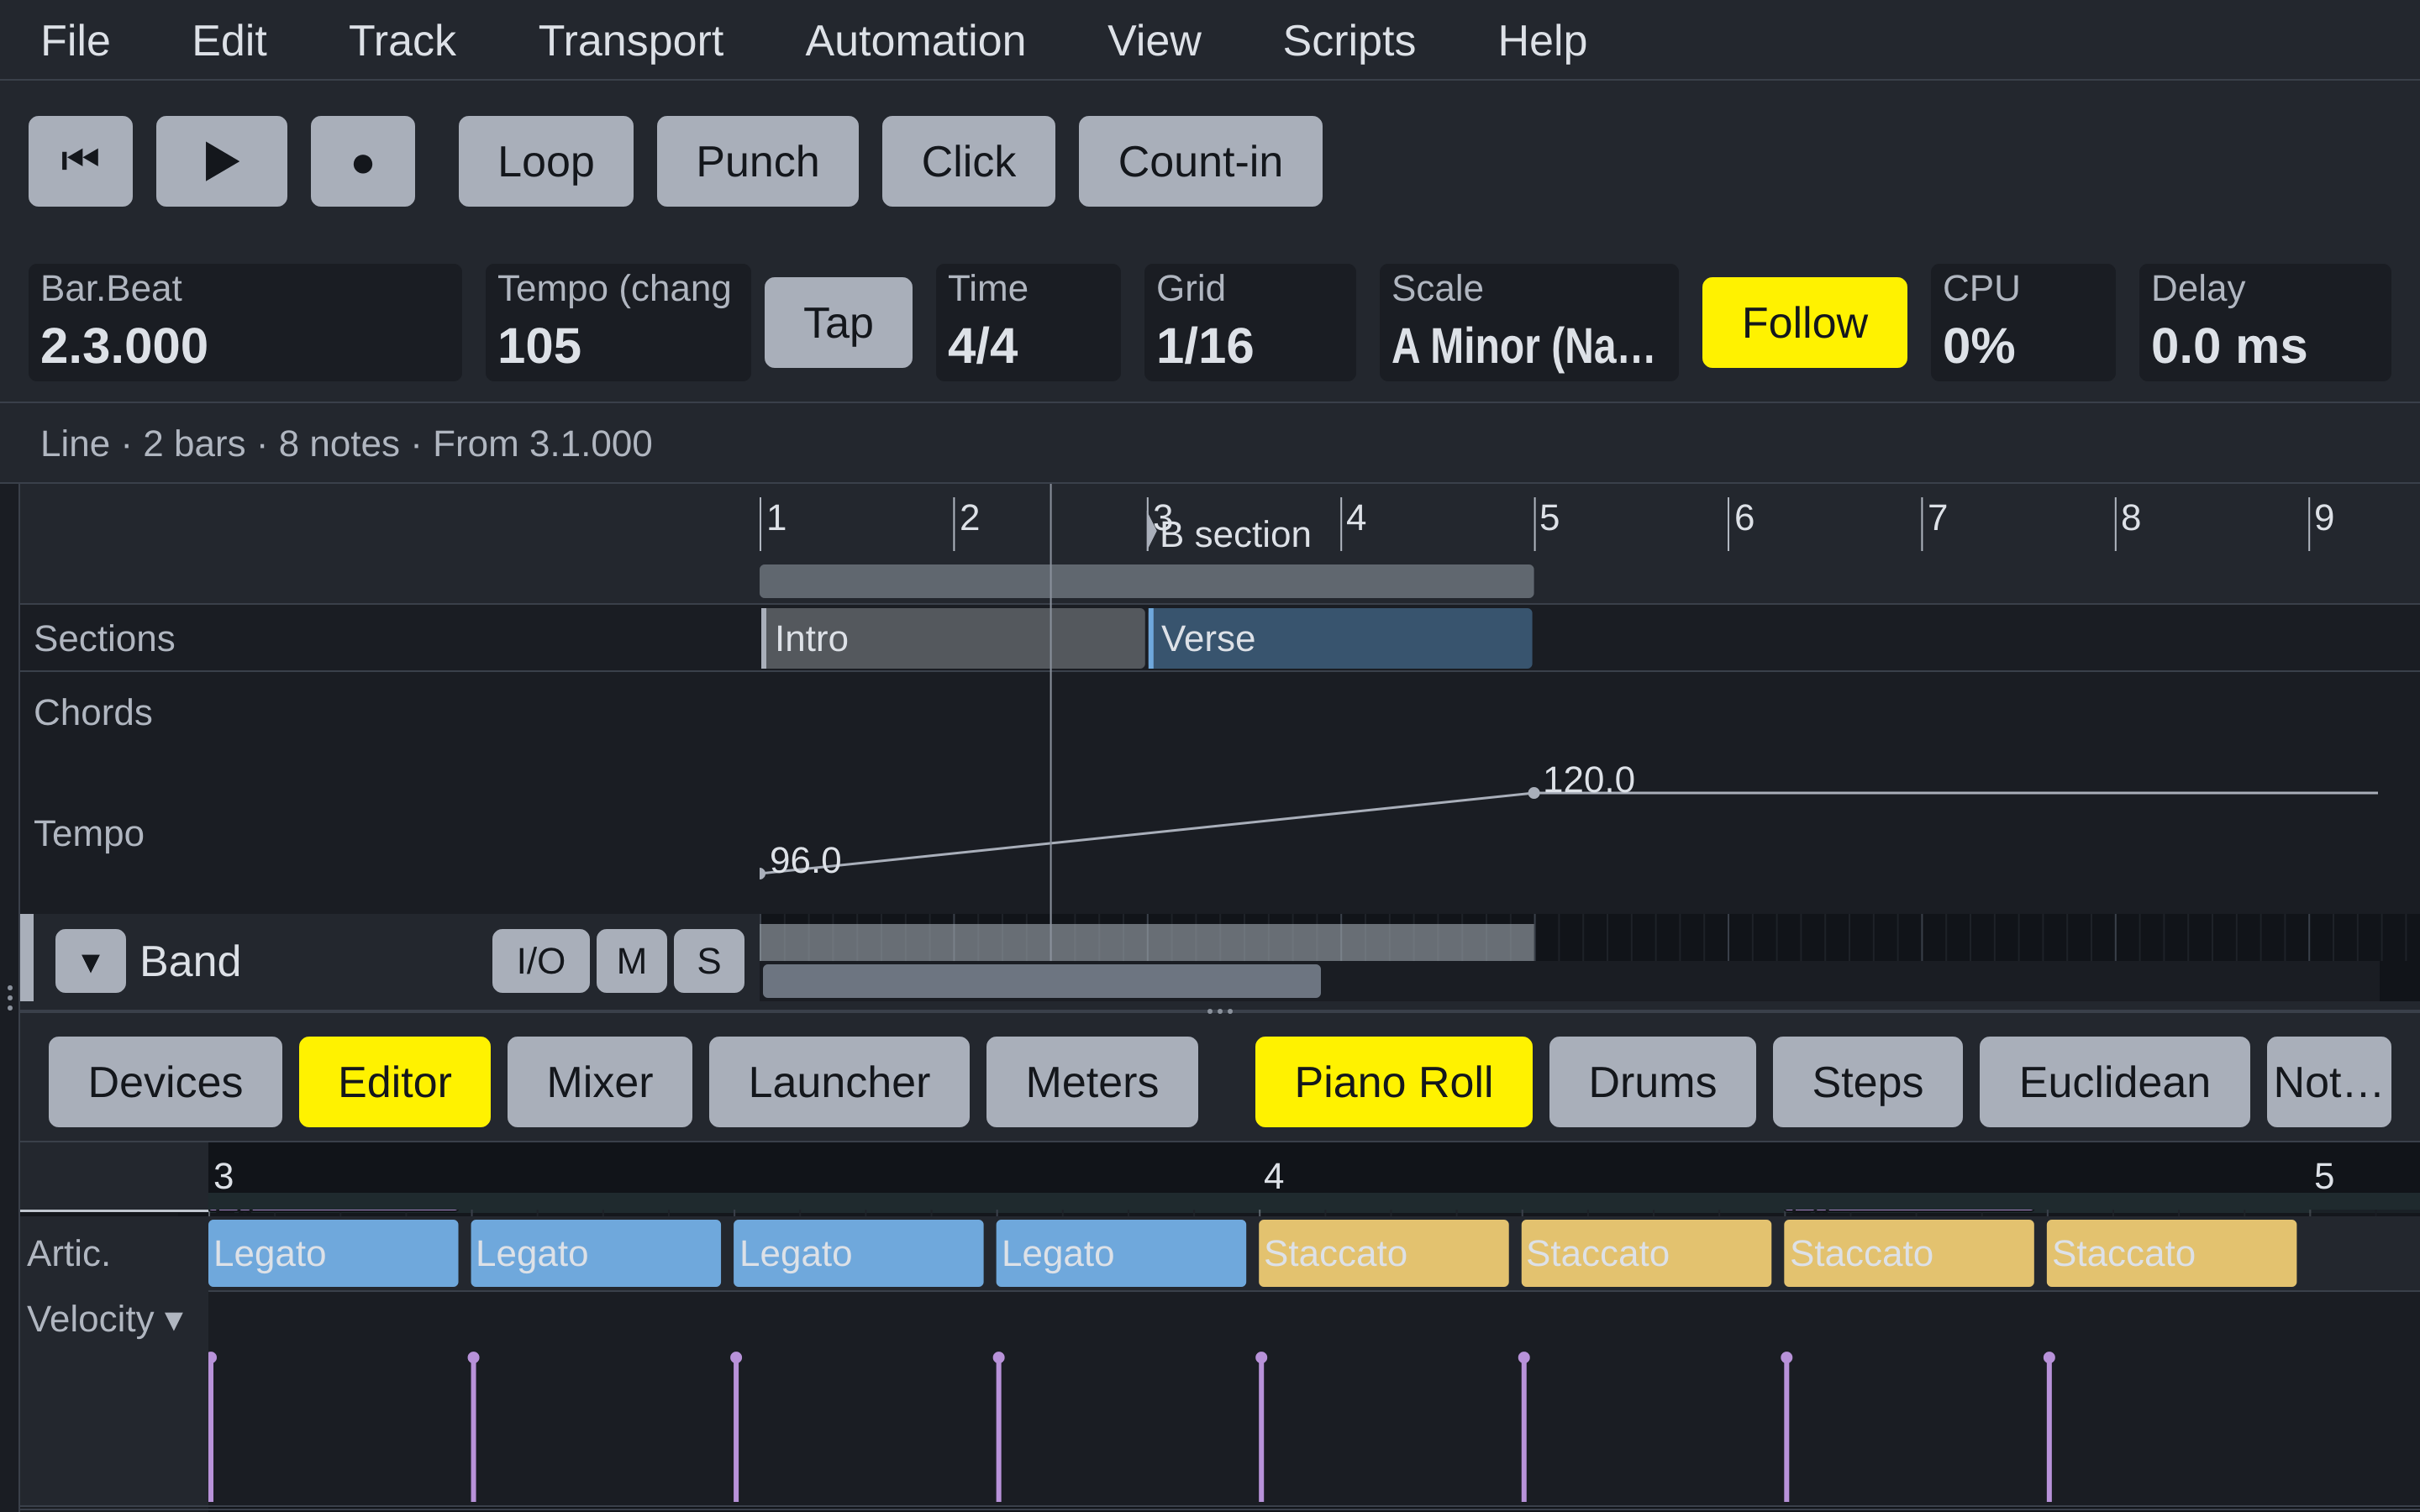 File Edit Track Transport Automation View Scripts Help
Loop Punch Click Count-in
Bar.Beat Tempo (chang Time Grid Scale CPU Delay
2.3.000 105 Tap 4/4 1/16 A Minor (Na… Follow 0% 0.0 ms
Line · 2 bars · 8 notes · From 3.1.000
1 2 3 4 5 6 7 8 9
B section
Sections Intro Verse
Chords
120.0
Tempo
96.0
Band I/O M S
Devices Editor Mixer Launcher Meters Piano Roll Drums Steps Euclidean Not…
3 4 5
Artic. Legato Legato Legato Legato Staccato Staccato Staccato Staccato
Velocity ▾